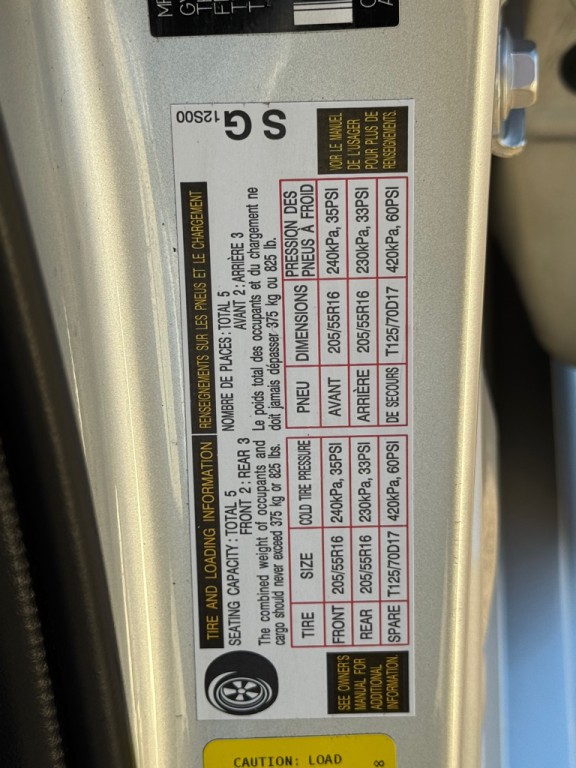 TIRE AND LOADING INFORMATION
SEATING CAPACITY : TOTAL 5
FRONT 2 : REAR 3
The combined weight of occupants and
cargo should never exceed 375 kg or 825 lbs.
TIRE SIZE COLD TIRE PRESSURE
FRONT 205/55R16 240kPa, 35PSI
REAR 205/55R16 230kPa, 33PSI
SPARE T125/70D17 420kPa, 60PSI
SEE OWNER'S
MANUAL FOR
ADDITIONAL
INFORMATION.
RENSEIGNEMENTS SUR LES PNEUS ET LE CHARGEMENT
NOMBRE DE PLACES : TOTAL 5
AVANT 2 : ARRIÈRE 3
Le poids total des occupants et du chargement ne
doit jamais dépasser 375 kg ou 825 lb.
PNEU DIMENSIONS PRESSION DES
PNEUS À FROID
AVANT 205/55R16 240kPa, 35PSI
ARRIÈRE 205/55R16 230kPa, 33PSI
DE SECOURS T125/70D17 420kPa, 60PSI
VOIR LE MANUEL
DE L'USAGER
POUR PLUS DE
RENSEIGNEMENTS.
12S00
SG
CAUTION: LOAD